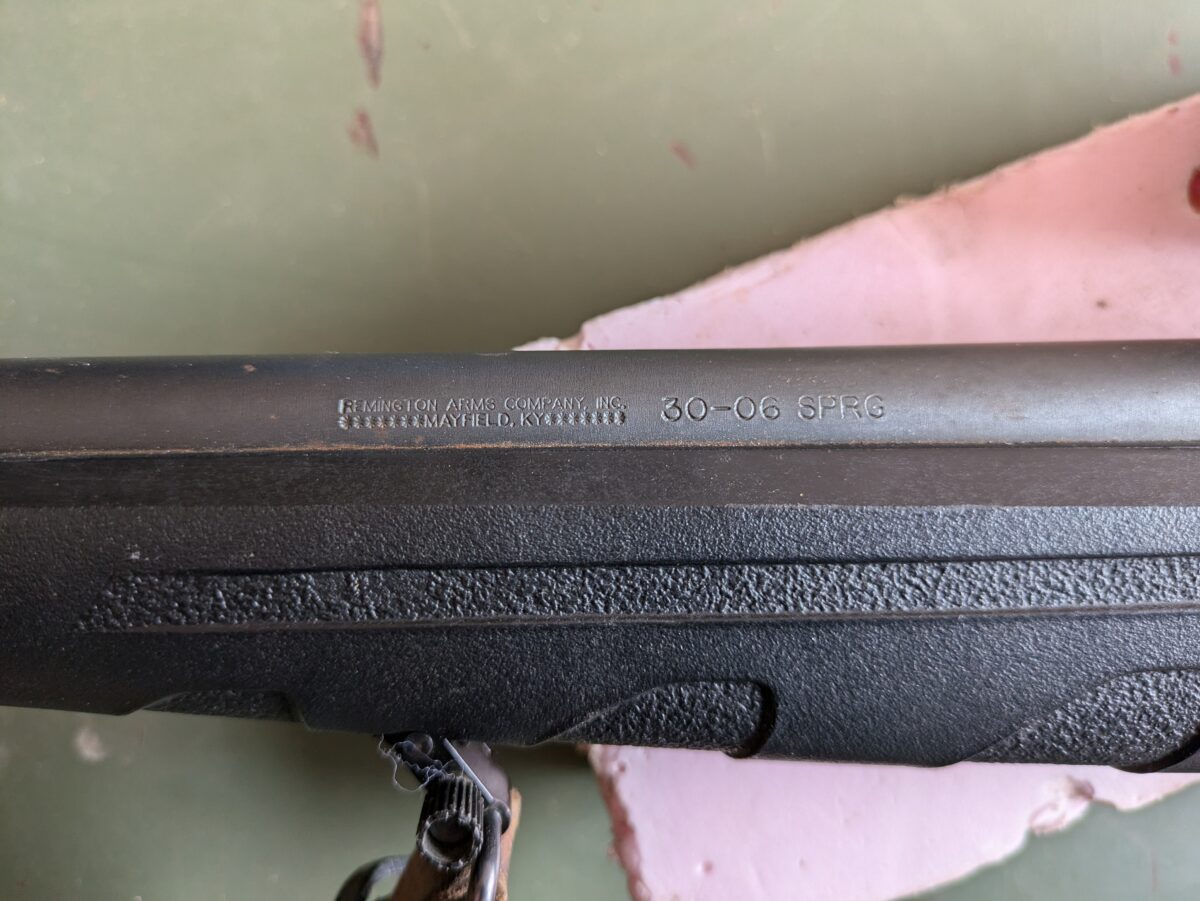 REMINGTON ARMS COMPANY, INC.
MAYFIELD, KY
30-06 SPRG